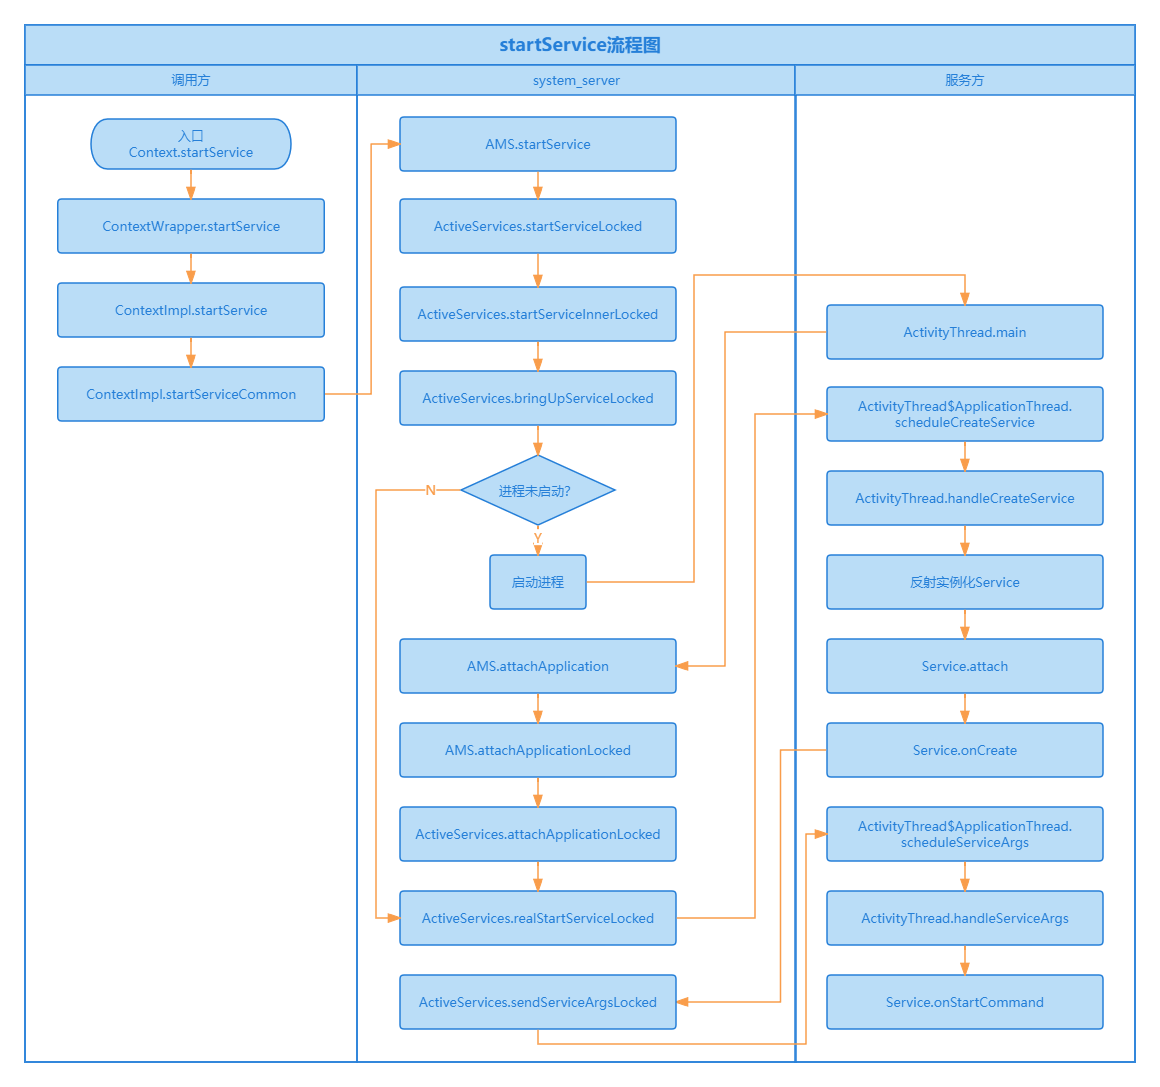 startService流程图
调用方
system_server
服务方
入口
Context.startService
ContextWrapper.startService
ContextImpl.startService
ContextImpl.startServiceCommon
AMS.startService
ActiveServices.startServiceLocked
ActiveServices.startServiceInnerLocked
ActiveServices.bringUpServiceLocked
进程未启动?
N
Y
启动进程
AMS.attachApplication
AMS.attachApplicationLocked
ActiveServices.attachApplicationLocked
ActiveServices.realStartServiceLocked
ActiveServices.sendServiceArgsLocked
ActivityThread.main
ActivityThread$ApplicationThread.
scheduleCreateService
ActivityThread.handleCreateService
反射实例化Service
Service.attach
Service.onCreate
ActivityThread$ApplicationThread.
scheduleServiceArgs
ActivityThread.handleServiceArgs
Service.onStartCommand